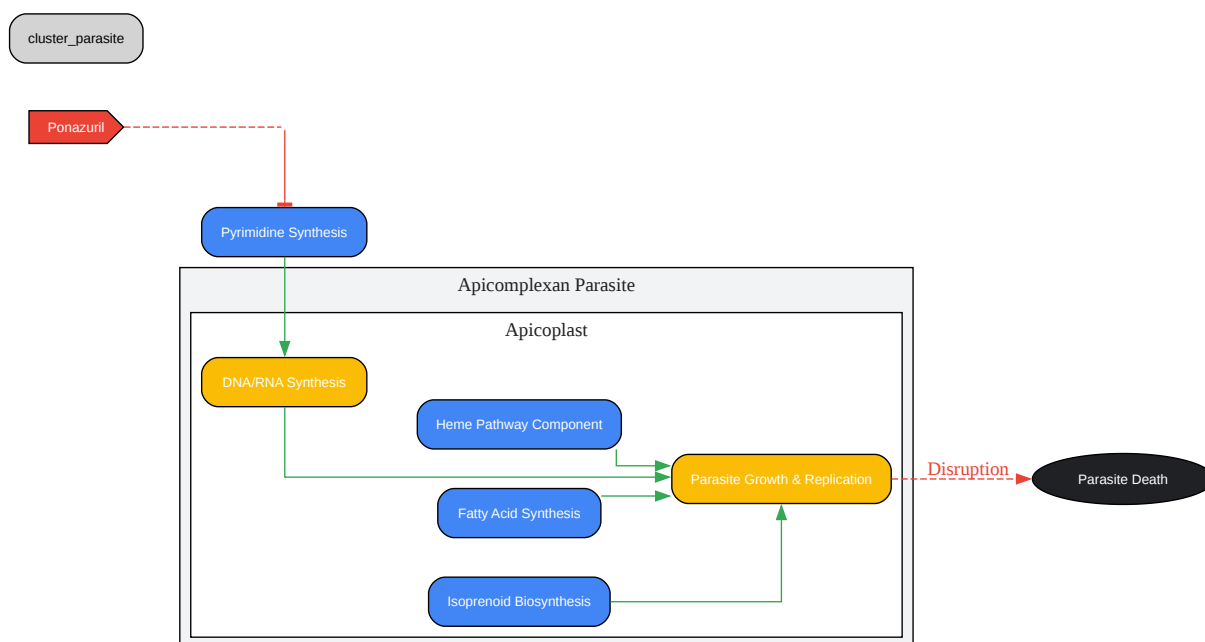 cluster_parasite
Ponazuril
Pyrimidine Synthesis
Apicomplexan Parasite
Apicoplast
DNA/RNA Synthesis
Heme Pathway Component
Disruption
Parasite Growth & Replication
Parasite Death
Fatty Acid Synthesis
Isoprenoid Biosynthesis